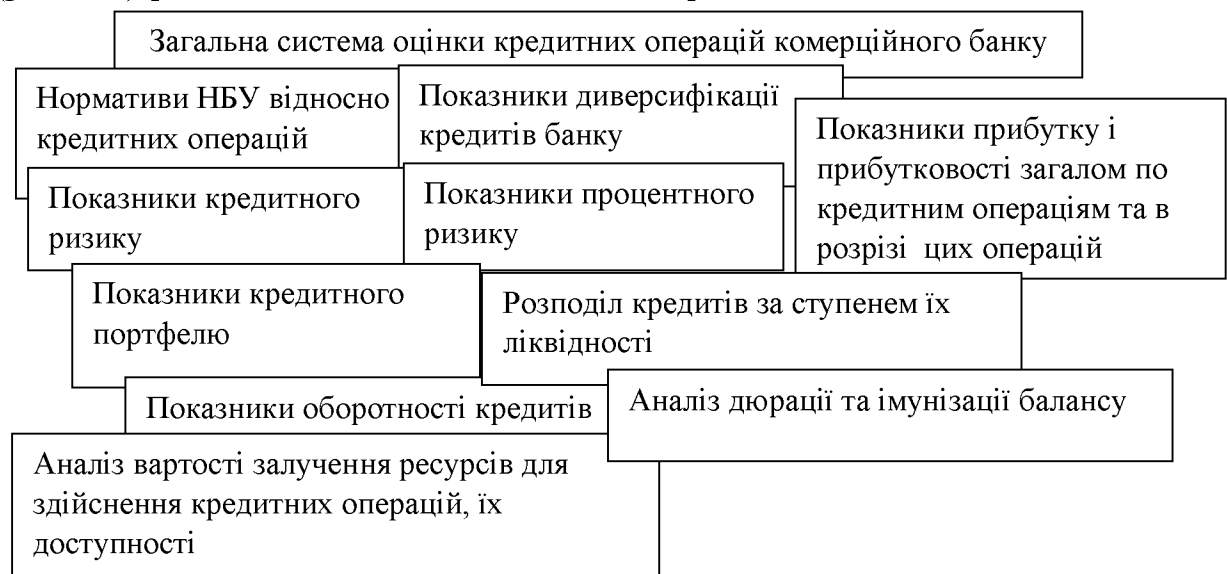 Загальна система оцінки кредитних операцій комерційного банку
Нормативи НБУ відносно
кредитних операцій
Показники диверсифікації
кредитів банку
Показники прибутку і
прибутковості загалом по
кредитним операціям та в
розрізі цих операцій
Показники кредитного
ризику
Показники процентного
ризику
Показники кредитного
портфелю
Розподіл кредитів за ступенем їх
ліквідності
Показники оборотності кредитів
Аналіз дюрації та імунізації балансу
Аналіз вартості залучення ресурсів для
здійснення кредитних операцій, їх
доступності